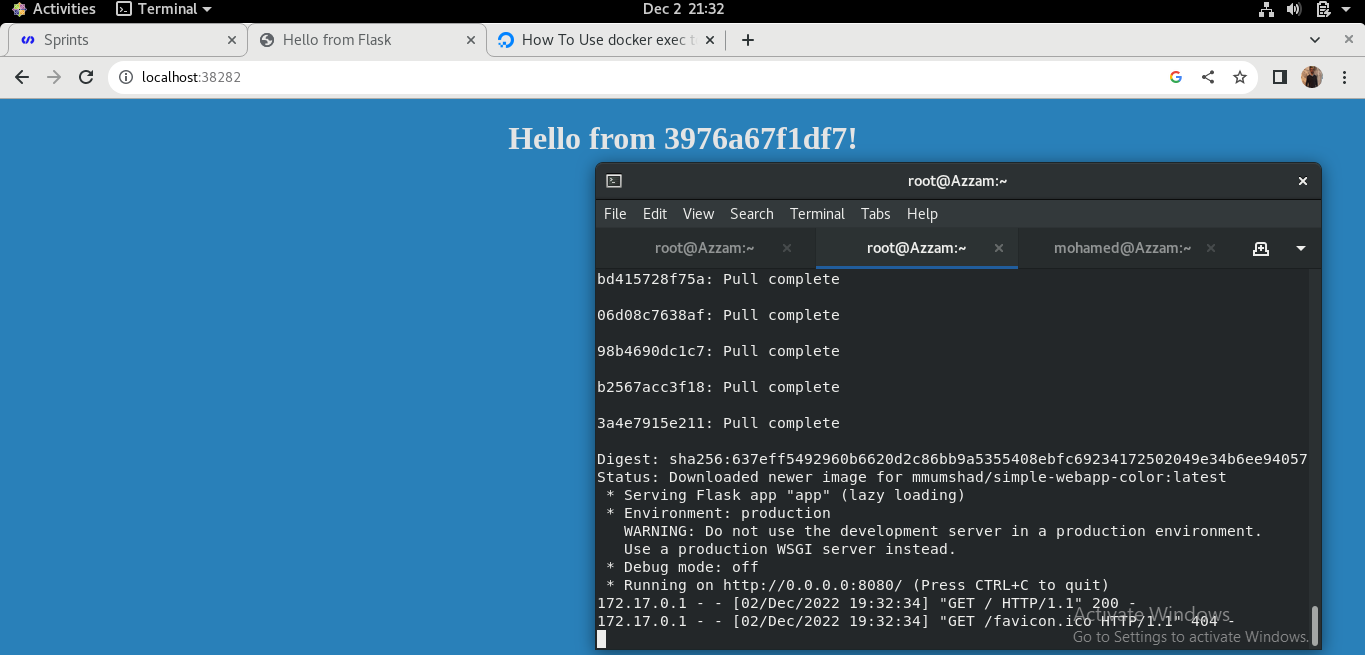 Activities Terminal Dec 2 21:32
Sprints Hello from Flask How To Use docker exec t
localhost:38282
Hello from 3976a67f1df7!
root@Azzam:~
File Edit View Search Terminal Tabs Help
root@Azzam:~ root@Azzam:~ mohamed@Azzam:~
bd415728f75a: Pull complete
06d08c7638af: Pull complete
98b4690dc1c7: Pull complete
b2567acc3f18: Pull complete
3a4e7915e211: Pull complete
Digest: sha256:637eff5492960b6620d2c86bb9a5355408ebfc69234172502049e34b6ee94057
Status: Downloaded newer image for mmumshad/simple-webapp-color:latest
* Serving Flask app "app" (lazy loading)
* Environment: production
WARNING: Do not use the development server in a production environment.
Use a production WSGI server instead.
* Debug mode: off
* Running on http://0.0.0.0:8080/ (Press CTRL+C to quit)
172.17.0.1 - - [02/Dec/2022 19:32:34] "GET / HTTP/1.1" 200 -
172.17.0.1 - - [02/Dec/2022 19:32:34] "GET /favicon.ico HTTP/1.1" 404 -
Activate Windows
Go to Settings to activate Windows.